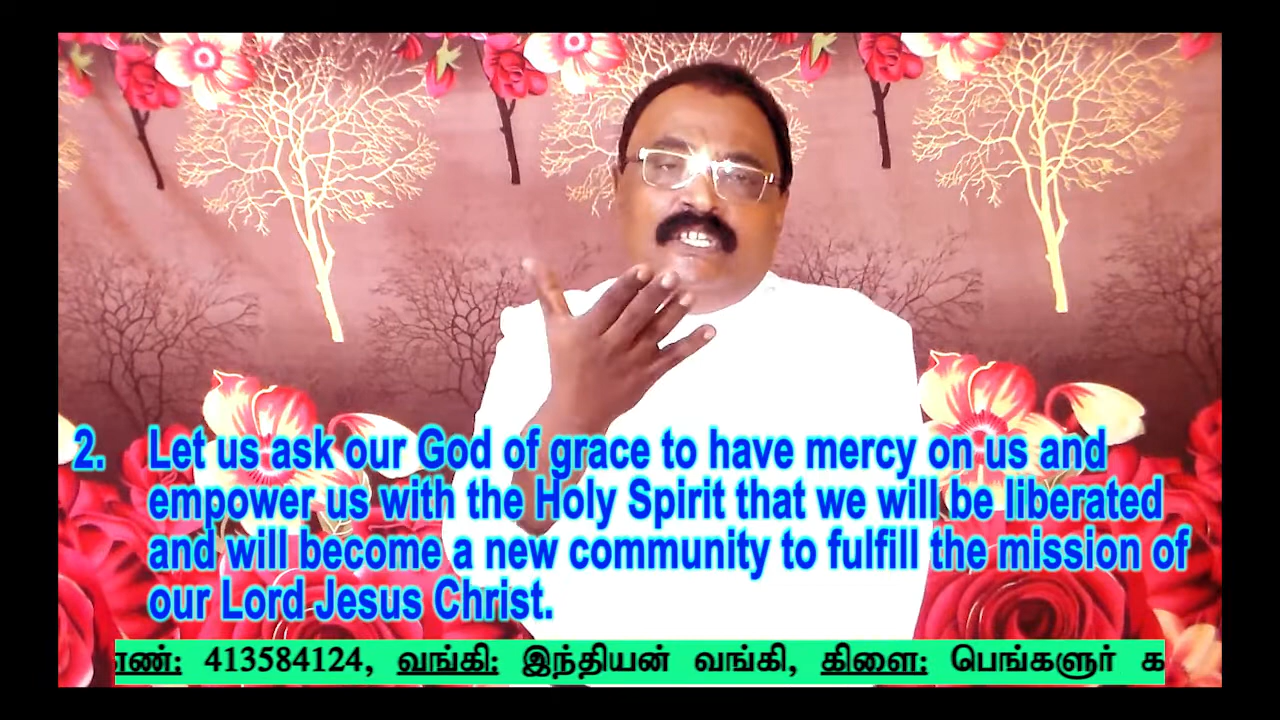 2. Let us ask our God of grace to have mercy on us and
empower us with the Holy Spirit that we will be liberated
and will become a new community to fulfill the mission of
our Lord Jesus Christ.
ண்: 413584124, வங்கி: இந்தியன் வங்கி, கிளை: பெங்களுர் க